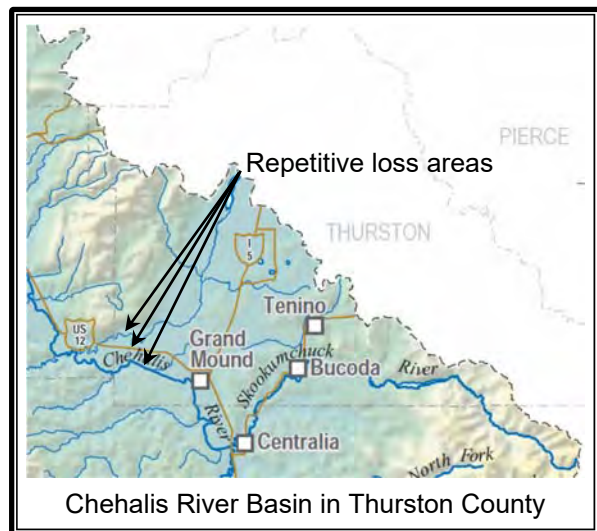 PIERCE
Repetitive loss areas
THURSTON
I
5
Tenino
US
12
Grand
Mound
Chehalis
River
Skookumchuck
River
Bucoda
Centralia
North Fork
Chehalis River Basin in Thurston County